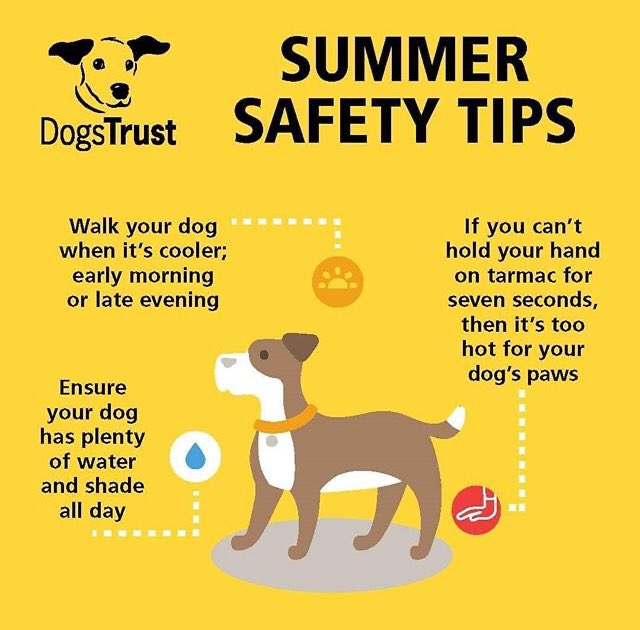 DogsTrust
SUMMER
SAFETY TIPS
Walk your dog
when it's cooler;
early morning
or late evening
If you can't
hold your hand
on tarmac for
seven seconds,
then it's too
hot for your
dog's paws
Ensure
your dog
has plenty
of water
and shade
all day